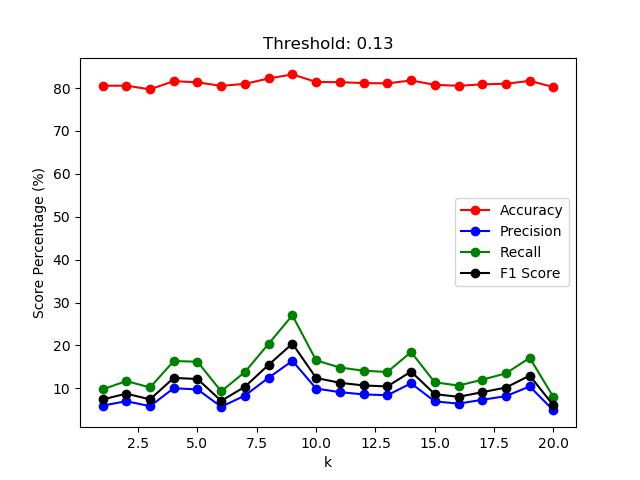 Threshold: 0.13
Score Percentage (%)
80
70
60
50
40
30
20
10
Accuracy
Precision
Recall
F1 Score
2.5 5.0 7.5 10.0 12.5 15.0 17.5 20.0
k